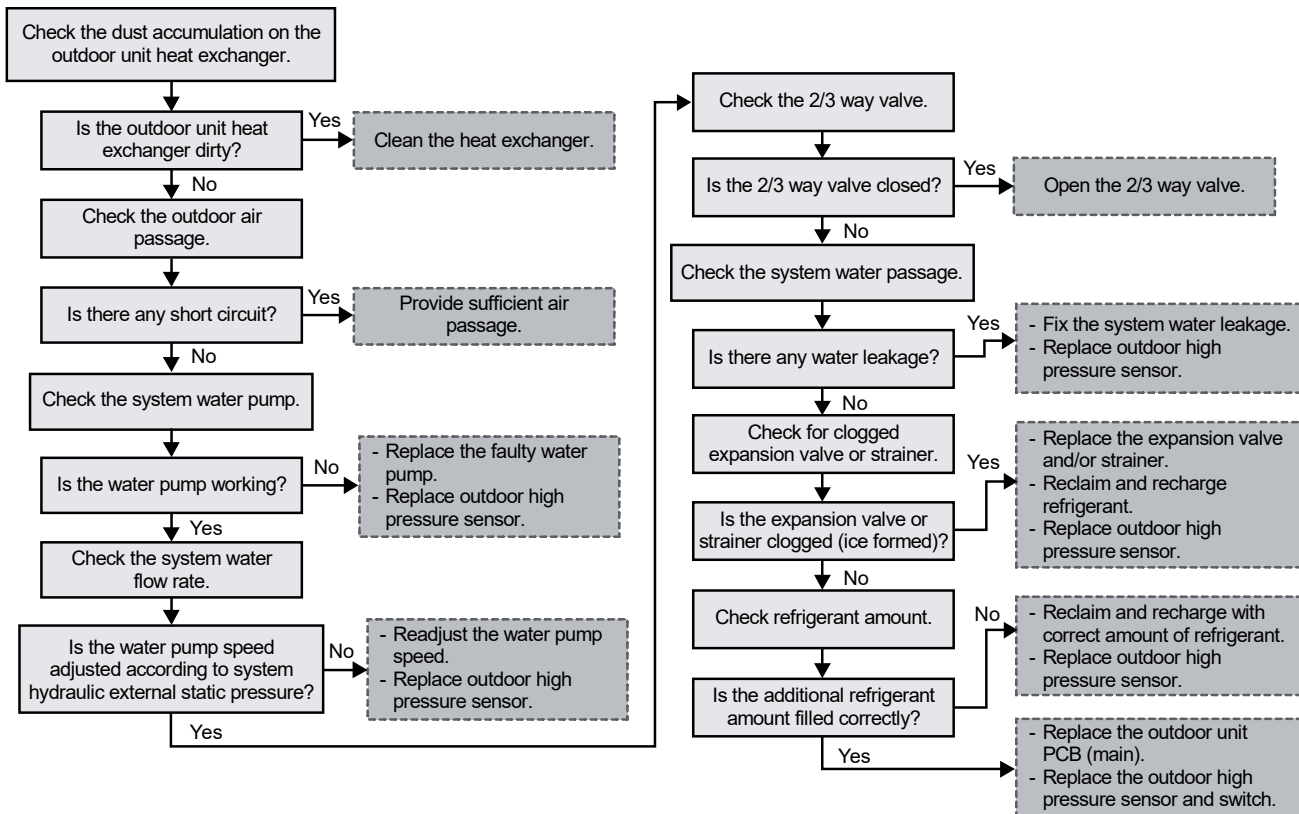 Check the dust accumulation on the
outdoor unit heat exchanger.
Is the outdoor unit heat
exchanger dirty?
Yes
Clean the heat exchanger.
No
Check the outdoor air
passage.
Is there any short circuit?
Yes
Provide sufficient air
passage.
No
Check the system water pump.
Is the water pump working?
No
- Replace the faulty water
pump.
- Replace outdoor high
pressure sensor.
Yes
Check the system water
flow rate.
Is the water pump speed
adjusted according to system
hydraulic external static pressure?
No
- Readjust the water pump
speed.
- Replace outdoor high
pressure sensor.
Yes
Check the 2/3 way valve.
Is the 2/3 way valve closed?
Yes
Open the 2/3 way valve.
No
Check the system water passage.
Is there any water leakage?
Yes
- Fix the system water leakage.
- Replace outdoor high
pressure sensor.
No
Check for clogged
expansion valve or strainer.
Is the expansion valve or
strainer clogged (ice formed)?
Yes
- Replace the expansion valve
and/or strainer.
- Reclaim and recharge
refrigerant.
- Replace outdoor high
pressure sensor.
No
Check refrigerant amount.
Is the additional refrigerant
amount filled correctly?
No
- Reclaim and recharge with
correct amount of refrigerant.
- Replace outdoor high
pressure sensor.
Yes
- Replace the outdoor unit
PCB (main).
- Replace the outdoor high
pressure sensor and switch.